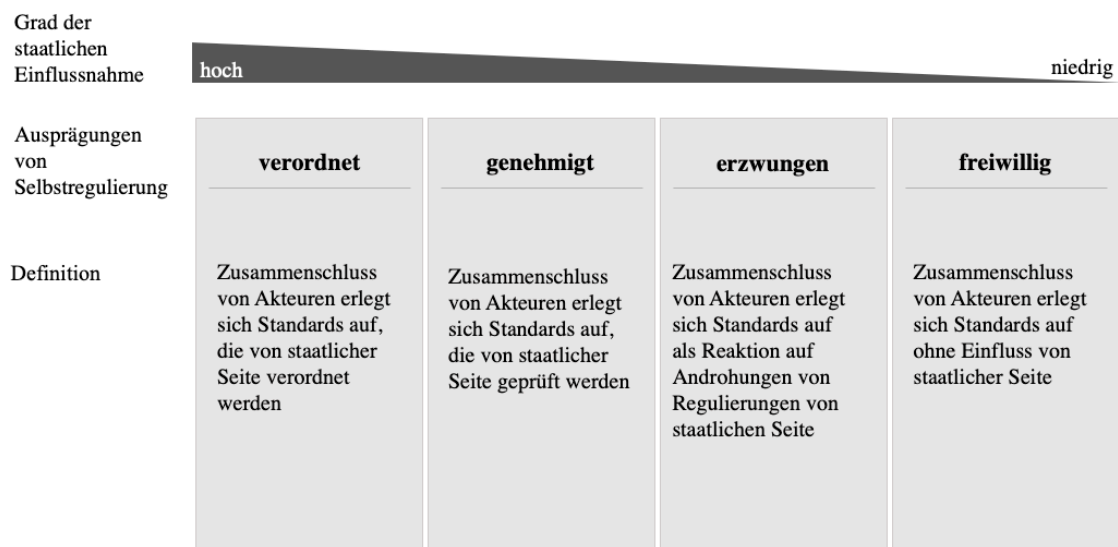 Grad der
staatlichen
Einflussnahme
hoch
niedrig
Ausprägungen
von
Selbstregulierung
verordnet
genehmigt
erzwungen
freiwillig
Definition
Zusammenschluss
von Akteuren erlegt
sich Standards auf,
die von staatlicher
Seite verordnet
werden
Zusammenschluss
von Akteuren erlegt
sich Standards auf,
die von staatlicher
Seite geprüft werden
Zusammenschluss
von Akteuren erlegt
sich Standards auf
als Reaktion auf
Androhungen von
Regulierungen von
staatlichen Seite
Zusammenschluss
von Akteuren erlegt
sich Standards auf
ohne Einfluss von
staatlicher Seite